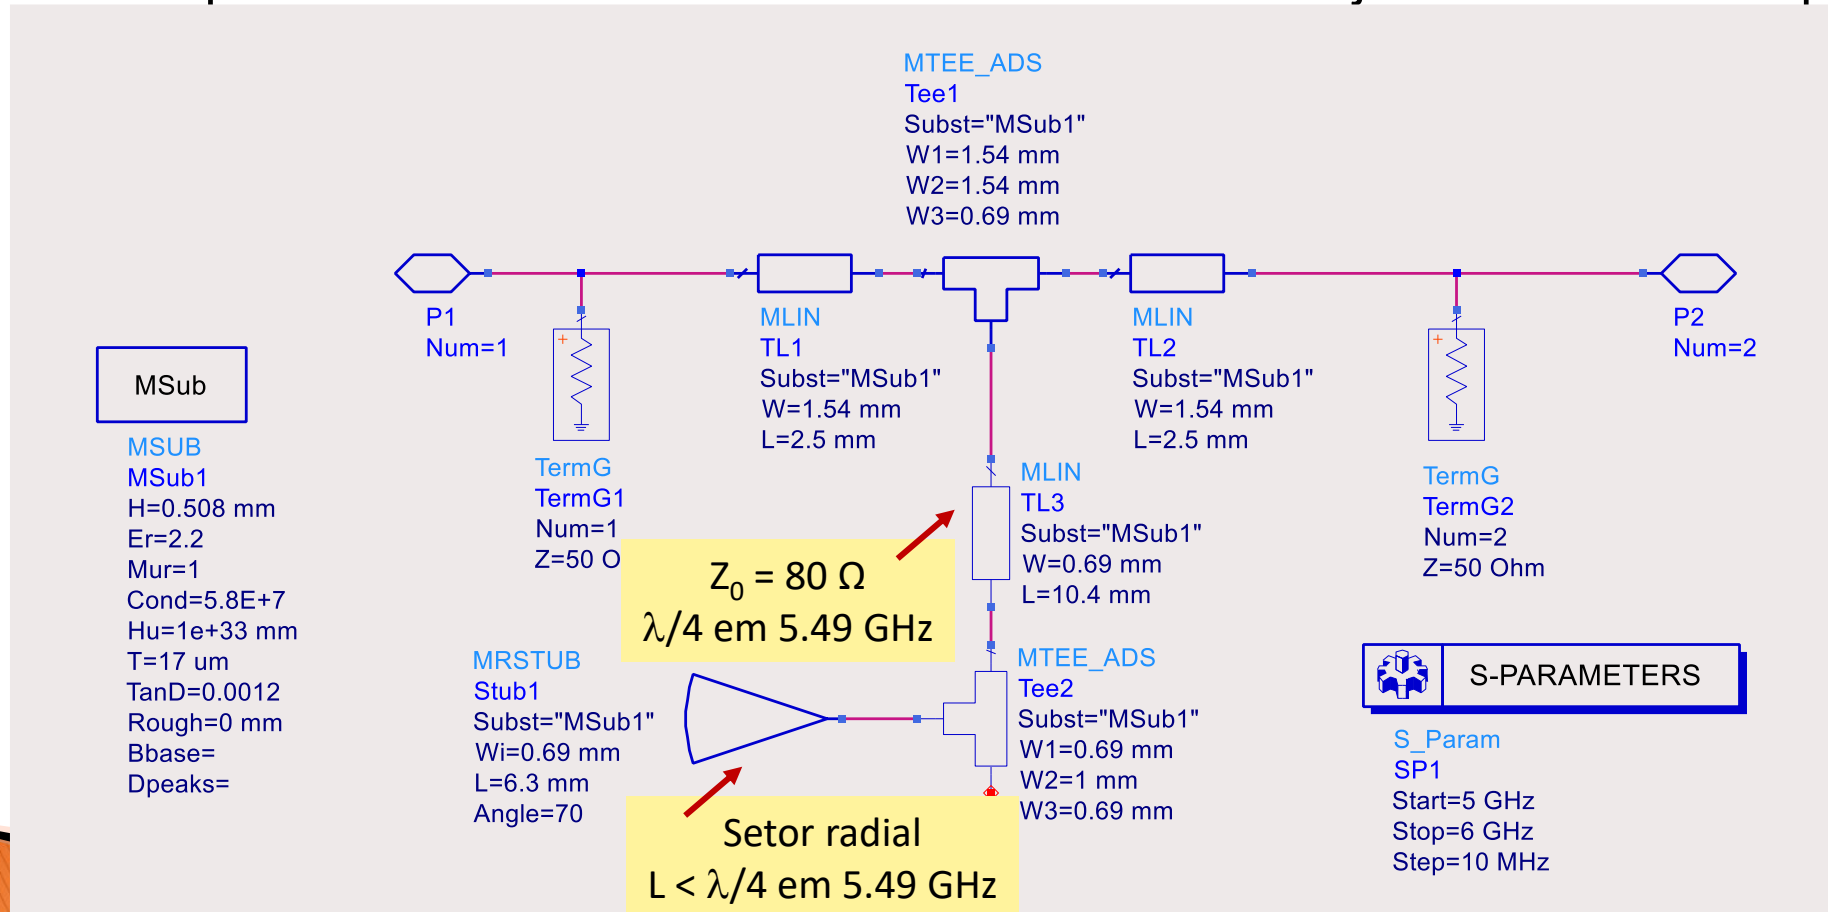 MTEE_ADS
Tee1
Subst="MSub1"
W1=1.54 mm
W2=1.54 mm
W3=0.69 mm
P1
Num=1
MLIN
TL1
Subst="MSub1"
W=1.54 mm
L=2.5 mm
MLIN
TL2
Subst="MSub1"
W=1.54 mm
L=2.5 mm
P2
Num=2
MSub
MSUB
MSub1
H=0.508 mm
Er=2.2
Mur=1
Cond=5.8E+7
Hu=1e+33 mm
T=17 um
TanD=0.0012
Rough=0 mm
Bbase=
Dpeaks=
+
TermG
TermG1
Num=1
Z=50 O
+
TermG
TermG2
Num=2
Z=50 Ohm
MLIN
TL3
Subst="MSub1"
W=0.69 mm
L=10.4 mm
Z0 = 80 Ω
λ/4 em 5.49 GHz
MRSTUB
Stub1
Subst="MSub1"
Wi=0.69 mm
L=6.3 mm
Angle=70
MTEE_ADS
Tee2
Subst="MSub1"
W1=0.69 mm
W2=1 mm
W3=0.69 mm
Setor radial
L < λ/4 em 5.49 GHz
S-PARAMETERS
S_Param
SP1
Start=5 GHz
Stop=6 GHz
Step=10 MHz